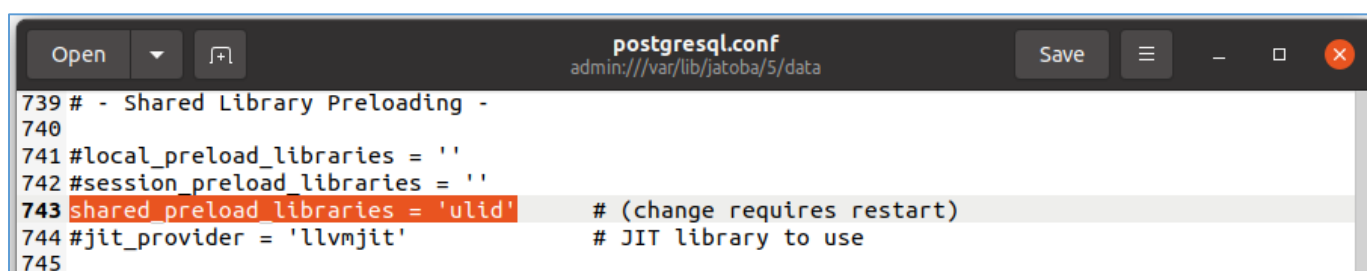 Open
postgresql.conf
admin:///var/lib/jatoba/5/data
Save
739 # - Shared Library Preloading -
740
741 #local_preload_libraries = ''
742 #session_preload_libraries = ''
743 shared_preload_libraries = 'ulid' # (change requires restart)
744 #jit_provider = 'llvmjit' # JIT library to use
745